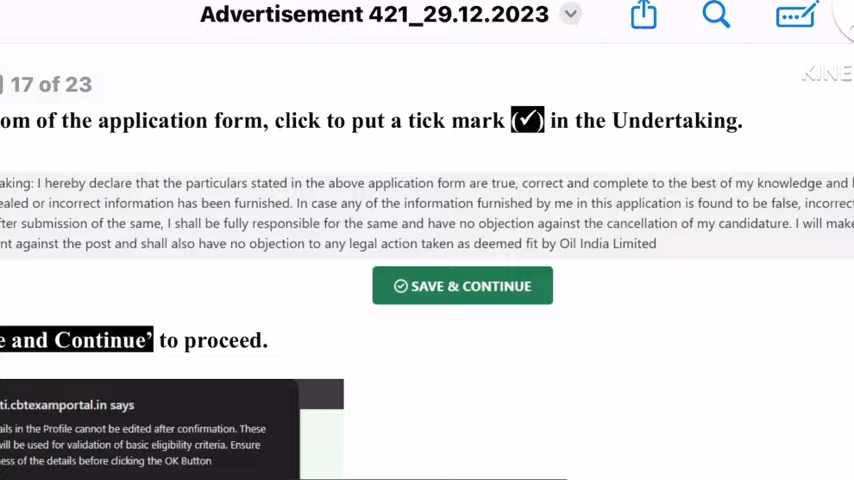 Advertisement 421_29.12.2023
17 of 23
KINE
om of the application form, click to put a tick mark (✓) in the Undertaking.
aking: I hereby declare that the particulars stated in the above application form are true, correct and complete to the best of my knowledge and
ealed or incorrect information has been furnished. In case any of the information furnished by me in this application is found to be false, incorrect
fter submission of the same, I shall be fully responsible for the same and have no objection against the cancellation of my candidature. I will make
nt against the post and shall also have no objection to any legal action taken as deemed fit by Oil India Limited
SAVE & CONTINUE
e and Continue’ to proceed.
ti.cbtexamportal.in says
ails in the Profile cannot be edited after confirmation. These
will be used for validation of basic eligibility criteria. Ensure
ness of the details before clicking the OK Button